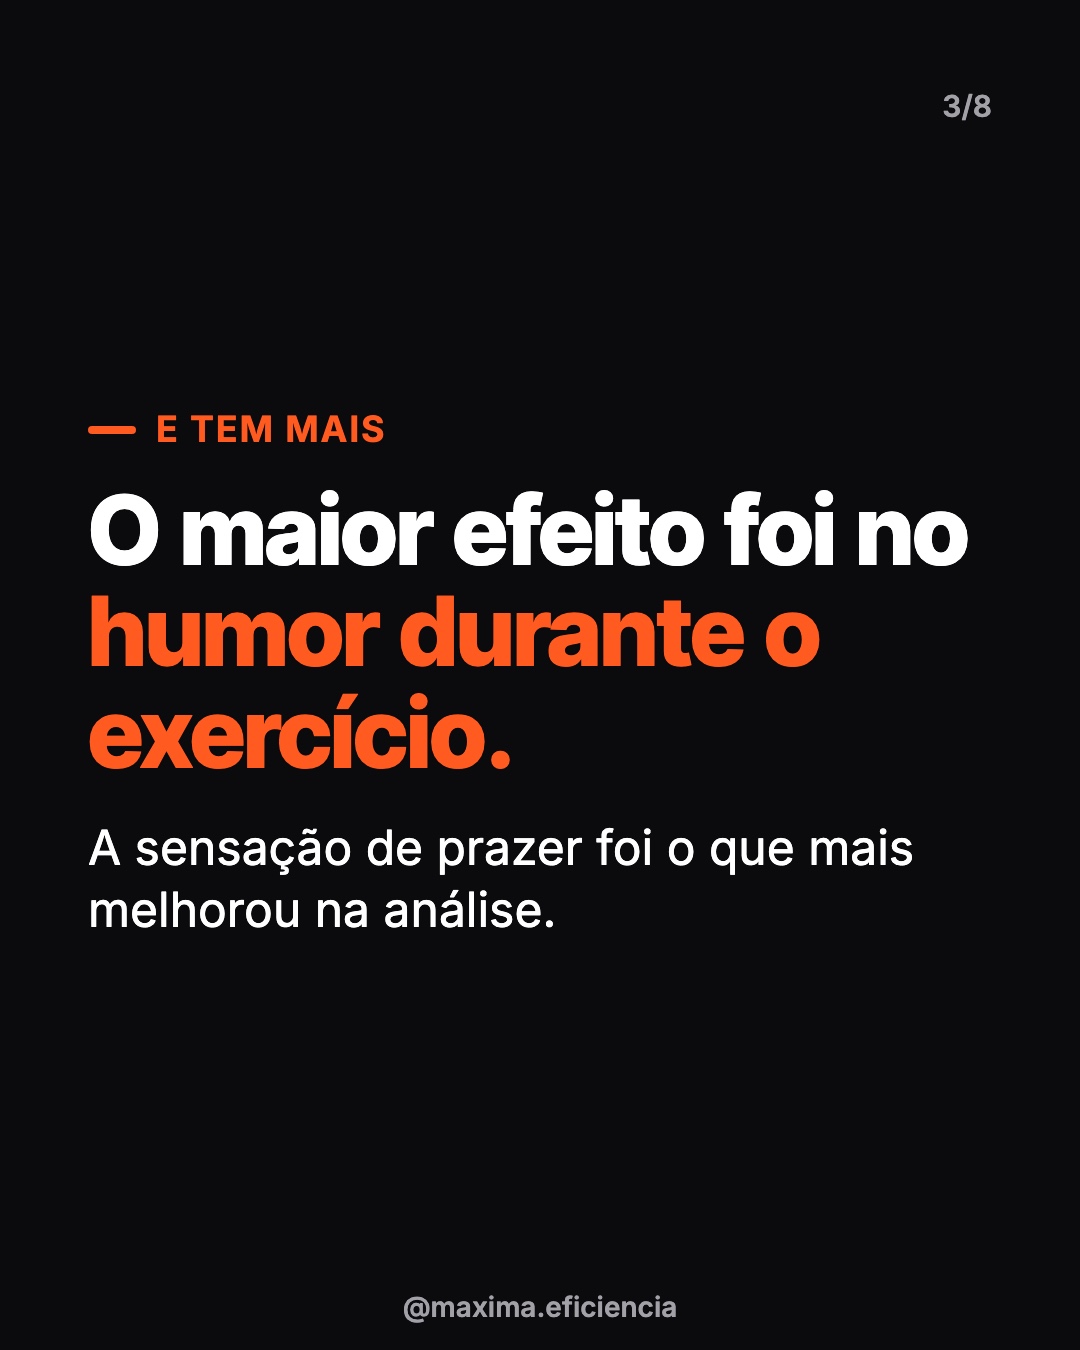 3/8
E TEM MAIS
O maior efeito foi no
humor durante o
exercício.
A sensação de prazer foi o que mais
melhorou na análise.
@maxima.eficiencia